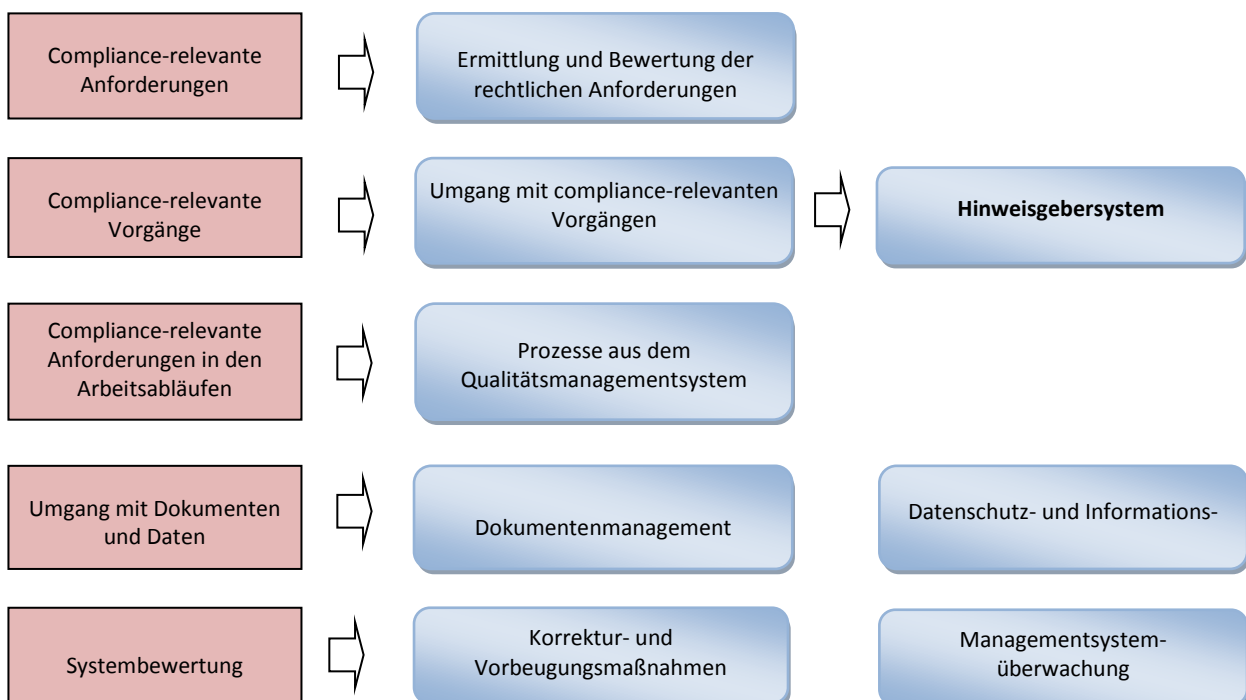 Compliance-relevante
Anforderungen
Ermittlung und Bewertung der
rechtlichen Anforderungen
Compliance-relevante
Vorgänge
Umgang mit compliance-relevanten
Vorgängen
Hinweisgebersystem
Compliance-relevante
Anforderungen in den
Arbeitsabläufen
Prozesse aus dem
Qualitätsmanagementsystem
Umgang mit Dokumenten
und Daten
Dokumentenmanagement
Datenschutz- und Informations-
Systembewertung
Korrektur- und
Vorbeugungsmaßnahmen
Managementsystem-
überwachung